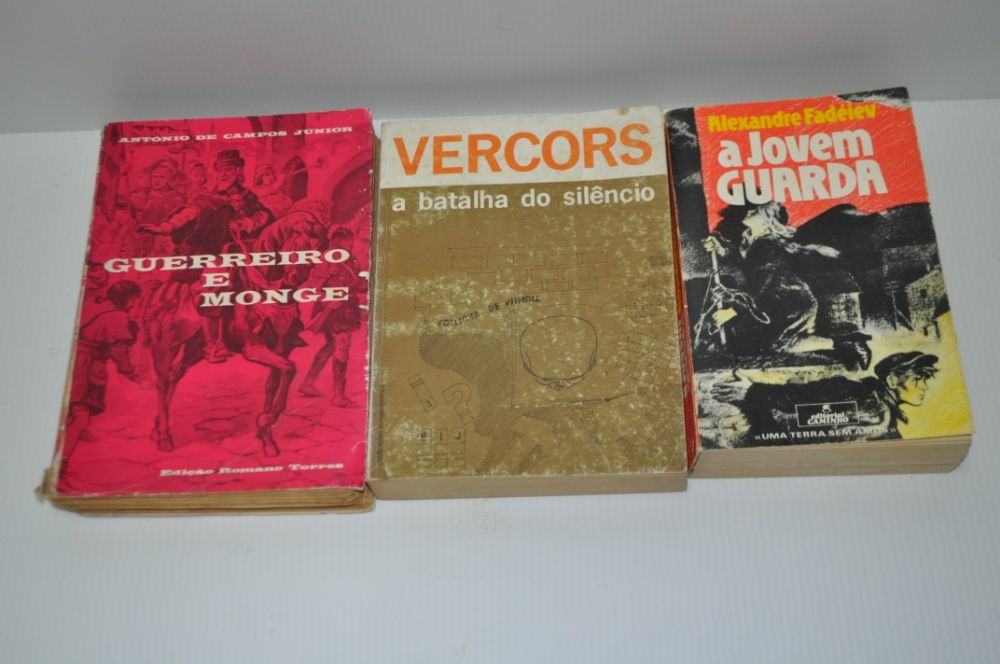 ANTÓNIO DE CAMPOS JUNIOR
GUERREIRO
E
MONGE
Edição Romano Torres
VERCORS
a batalha do silêncio
Alexandre Fadéiev
a Jovem
GUARDA
editorial
CAMINHO
«UMA TERRA SEM AMOS»